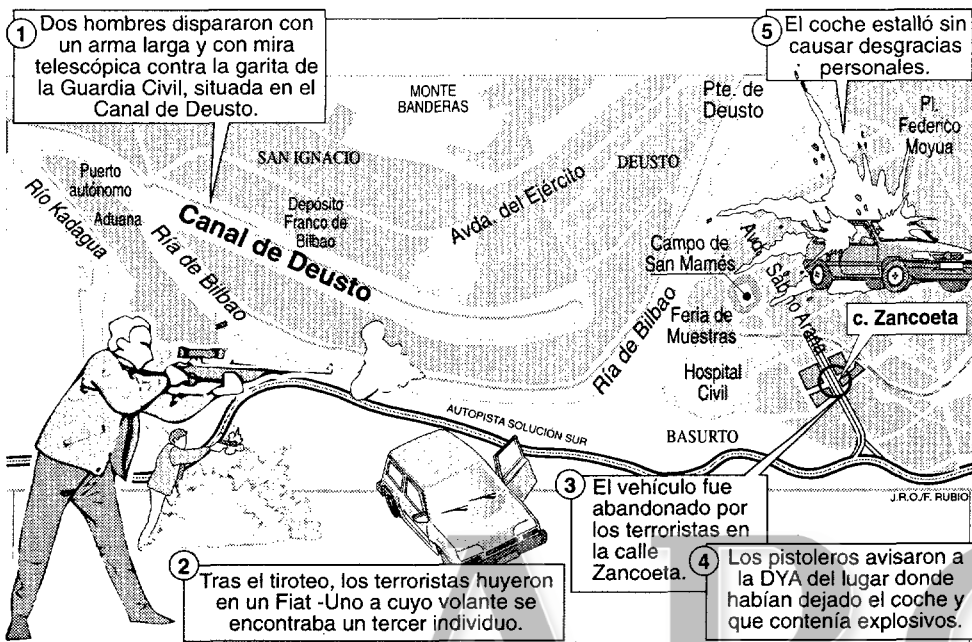 1
Dos hombres dispararon con
un arma larga y con mira
telescópica contra la garita de
la Guardia Civil, situada en el
Canal de Deusto.
5
El coche estalló sin
causar desgracias
personales.
MONTE
BANDERAS
Pte. de
Deusto
Pl.
Federico
Moyua
SAN IGNACIO
DEUSTO
Puerto
autónomo
Aduana
Río Kadagua
Canal de Deusto
Depósito
Franco de
Bilbao
Avda. del Ejército
Ría de Bilbao
Campo de
San Mamés
Avda. Sabino Arana
Feria de
Muestras
Ría de Bilbao
c. Zancoeta
Hospital
Civil
AUTOPISTA SOLUCIÓN SUR
BASURTO
J.R.O./F. RUBIO
3
El vehículo fue
abandonado por
los terroristas en
la calle
Zancoeta.
2
Tras el tiroteo, los terroristas huyeron
en un Fiat -Uno a cuyo volante se
encontraba un tercer individuo.
4
Los pistoleros avisaron a
la DYA del lugar donde
habían dejado el coche y
que contenía explosivos.